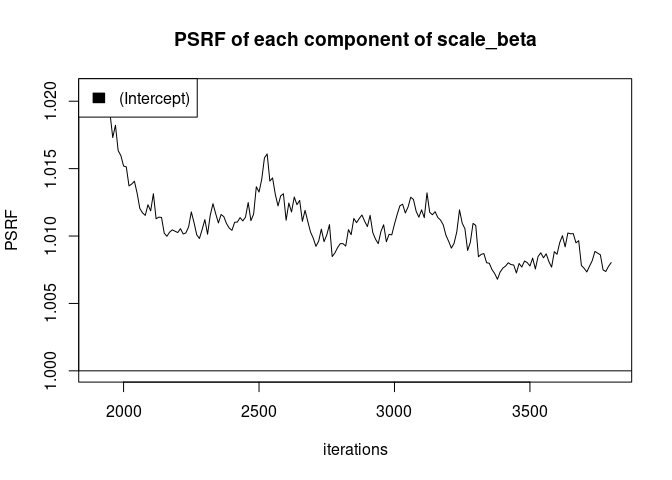 PSRF of each component of scale_beta
(Intercept)
PSRF
1.020
1.015
1.010
1.005
1.000
2000 2500 3000 3500
iterations